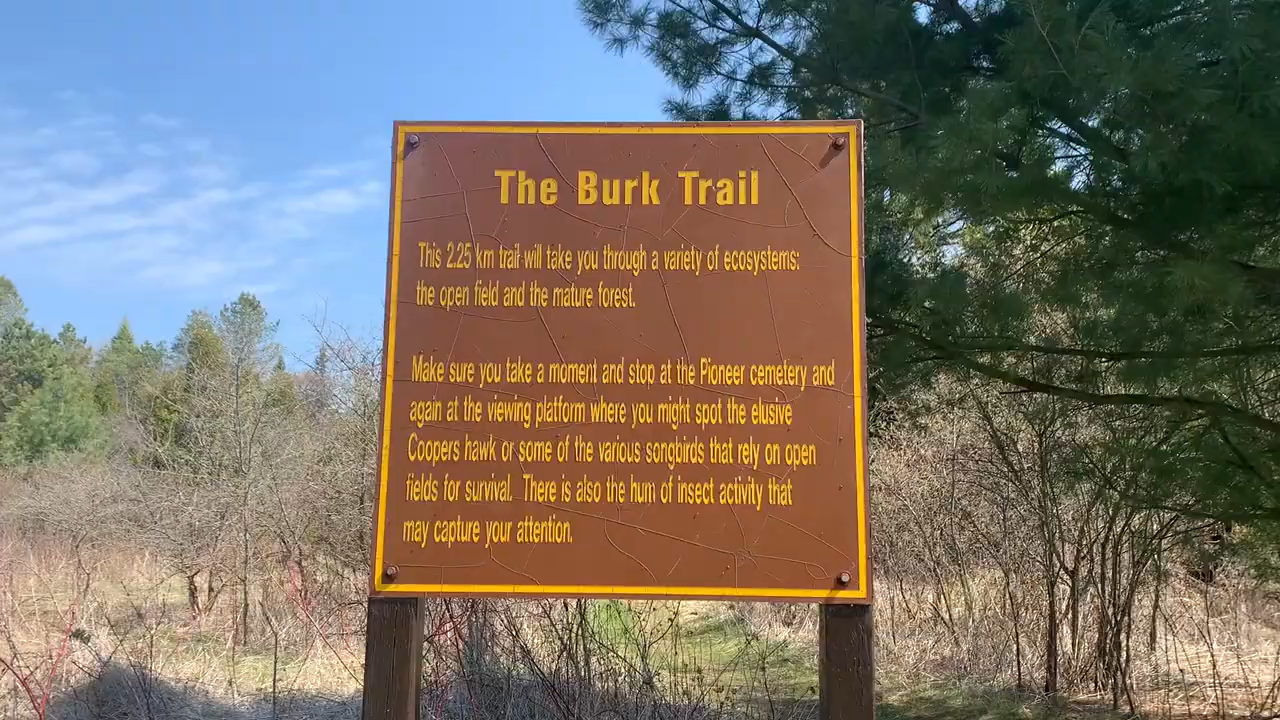 The Burk Trail
This 2.25 km trail will take you through a variety of ecosystems:
the open field and the mature forest.
Make sure you take a moment and stop at the Pioneer cemetery and
again at the viewing platform where you might spot the elusive
Coopers hawk or some of the various songbirds that rely on open
fields for survival. There is also the hum of insect activity that
may capture your attention.